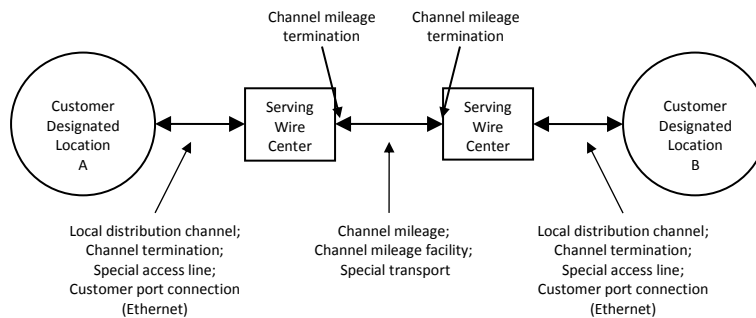 Channel mileage
termination
Channel mileage
termination
Customer
Designated
Location
A
Serving
Wire
Center
Serving
Wire
Center
Customer
Designated
Location
B
Local distribution channel;
Channel termination;
Special access line;
Customer port connection
(Ethernet)
Channel mileage;
Channel mileage facility;
Special transport
Local distribution channel;
Channel termination;
Special access line;
Customer port connection
(Ethernet)